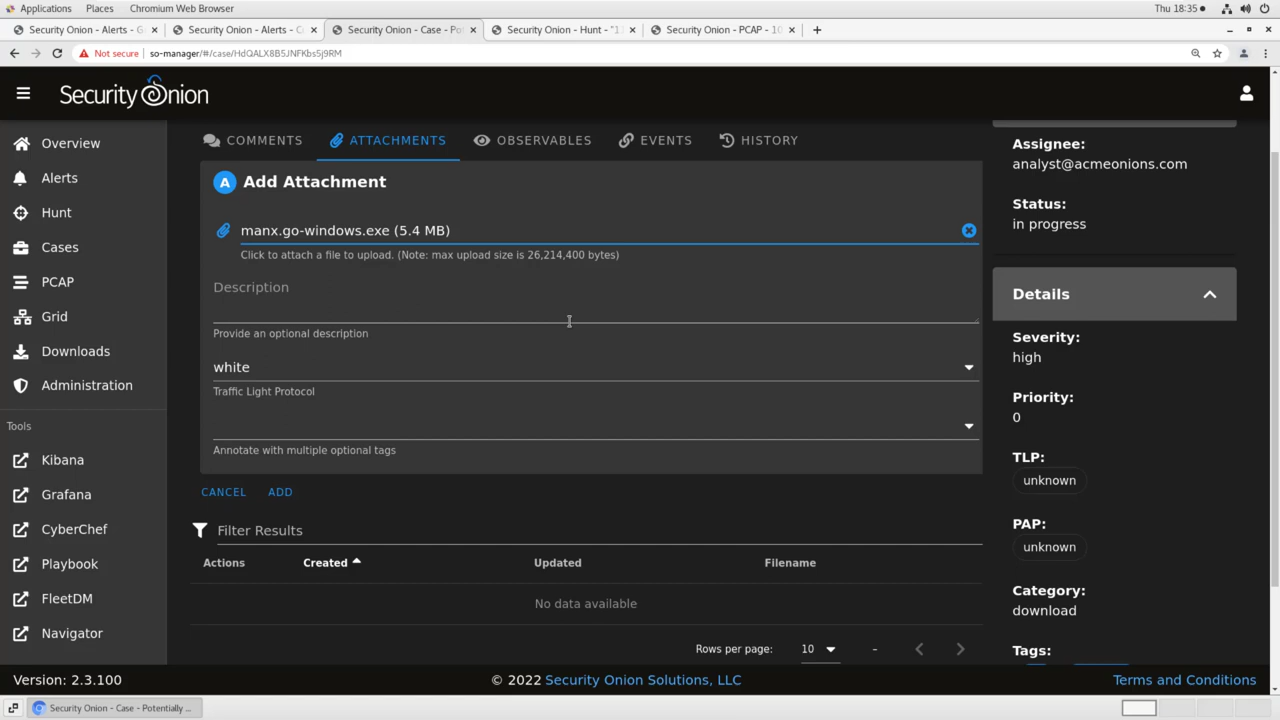 Applications Places Chromium Web Browser Thu 18:35
Security Onion - Alerts - G Security Onion - Alerts - C Security Onion - Case - Po Security Onion - Hunt - "1 Security Onion - PCAP - 10
Not secure so-manager/#/case/HdQALX8B5JNFKbs5j9RM
Security Onion
Overview
Alerts
Hunt
Cases
PCAP
Grid
Downloads
Administration
Tools
Kibana
Grafana
CyberChef
Playbook
FleetDM
Navigator
COMMENTS ATTACHMENTS OBSERVABLES EVENTS HISTORY
A Add Attachment
manx.go-windows.exe (5.4 MB)
Click to attach a file to upload. (Note: max upload size is 26,214,400 bytes)
Description
Provide an optional description
white
Traffic Light Protocol
Annotate with multiple optional tags
CANCEL ADD
Filter Results
Actions Created Updated Filename
No data available
Rows per page: 10 –
Assignee:
analyst@acmeonions.com
Status:
in progress
Details
Severity:
high
Priority:
0
TLP:
unknown
PAP:
unknown
Category:
download
Tags:
Version: 2.3.100 © 2022 Security Onion Solutions, LLC Terms and Conditions
Security Onion - Case - Potentially ...